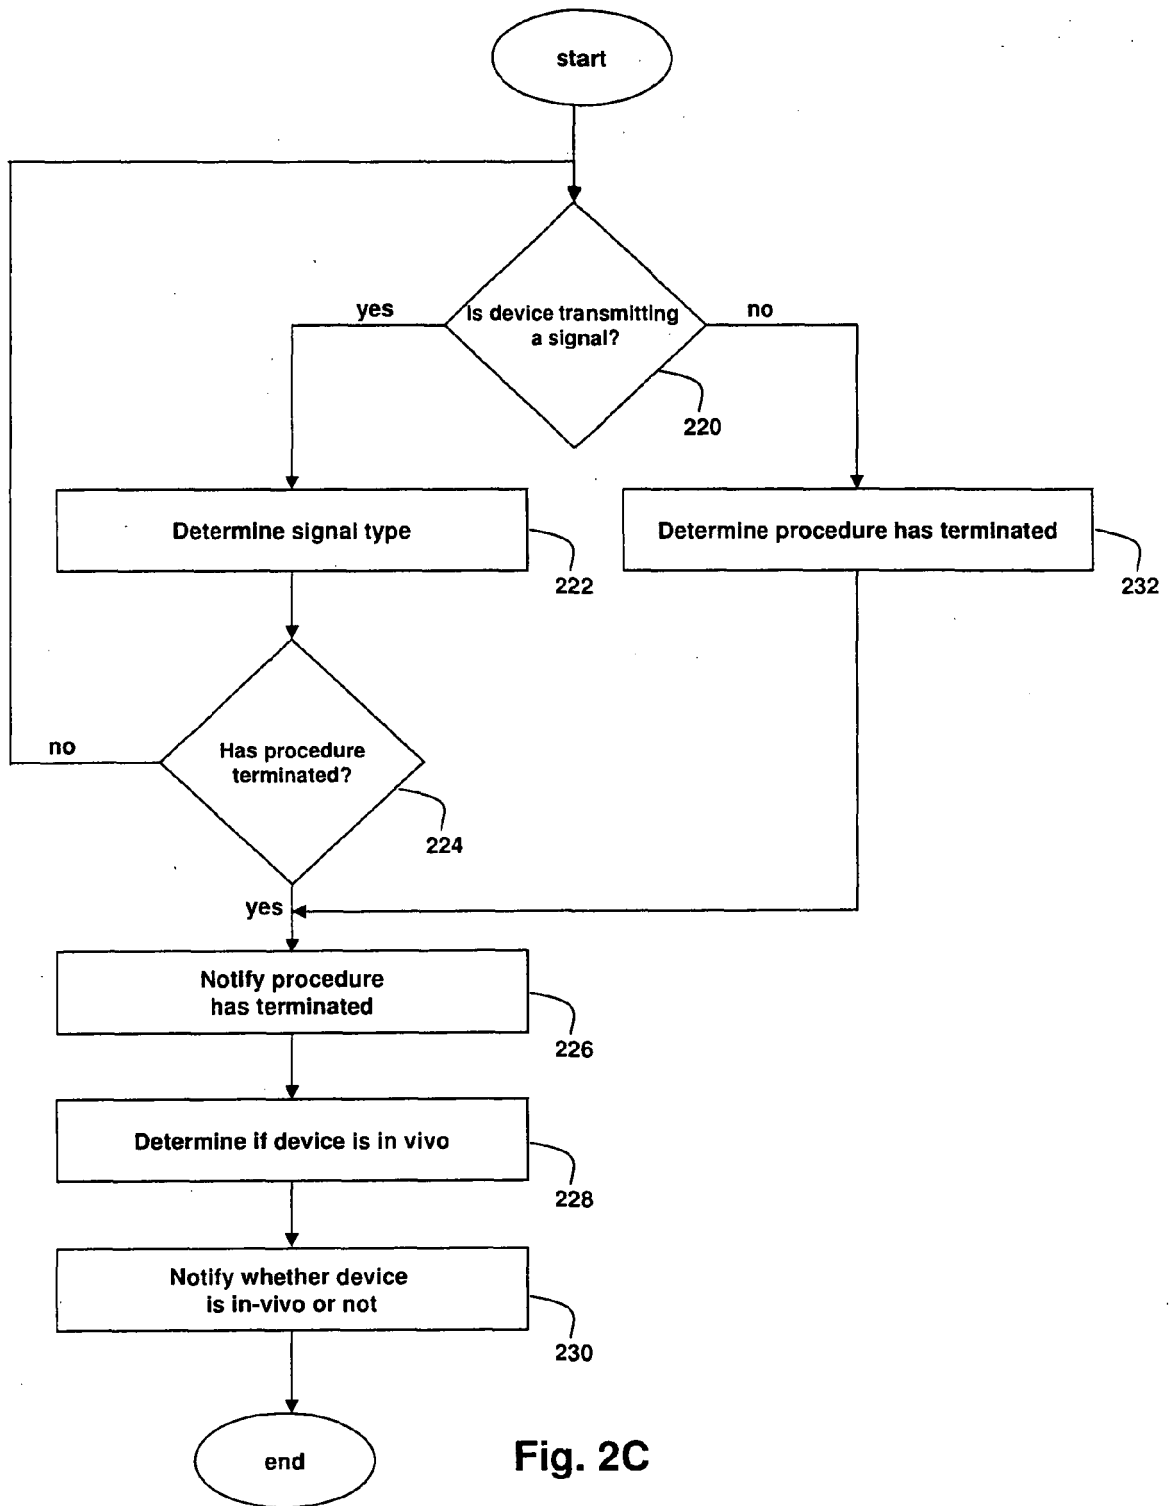 start
yes
Is device transmitting
a signal?
no
220
Determine signal type
222
Determine procedure has terminated
232
no
Has procedure
terminated?
224
yes
Notify procedure
has terminated
226
Determine if device is in vivo
228
Notify whether device
is in-vivo or not
230
end
Fig. 2C